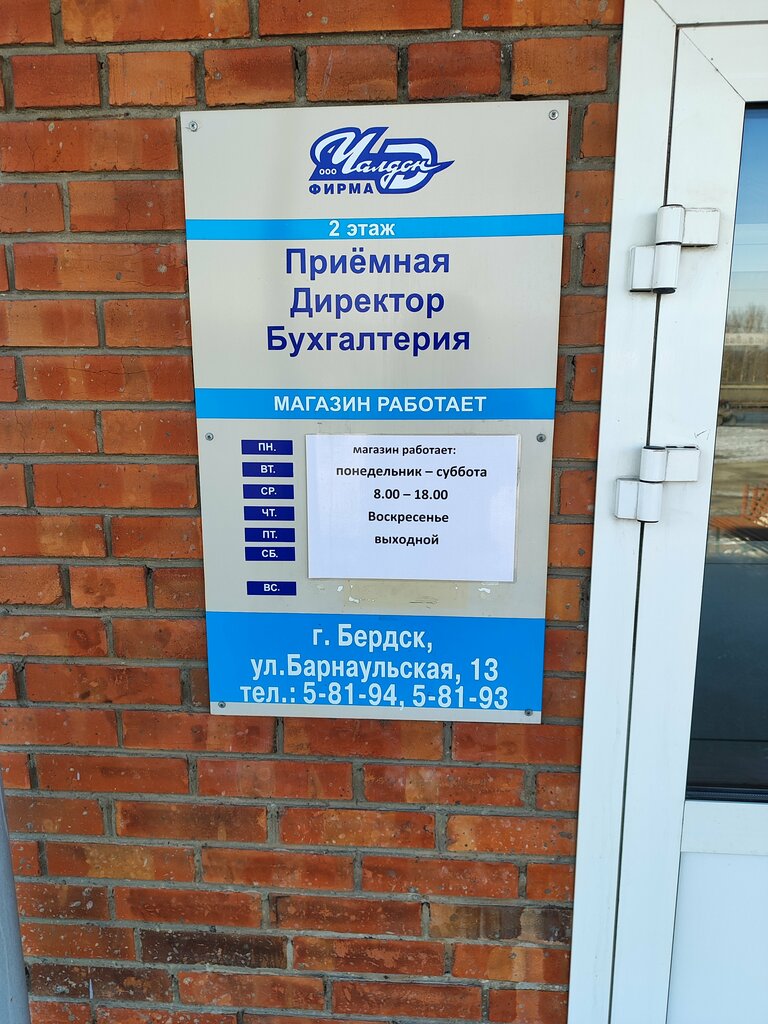 ООО Чалдон
ФИРМА
2 этаж
Приёмная
Директор
Бухгалтерия
МАГАЗИН РАБОТАЕТ
ПН.
ВТ.
СР.
ЧТ.
ПТ.
СБ.
ВС.
магазин работает:
понедельник – суббота
8.00 – 18.00
Воскресенье
выходной
г. Бердск,
ул.Барнаульская, 13
тел.: 5-81-94, 5-81-93